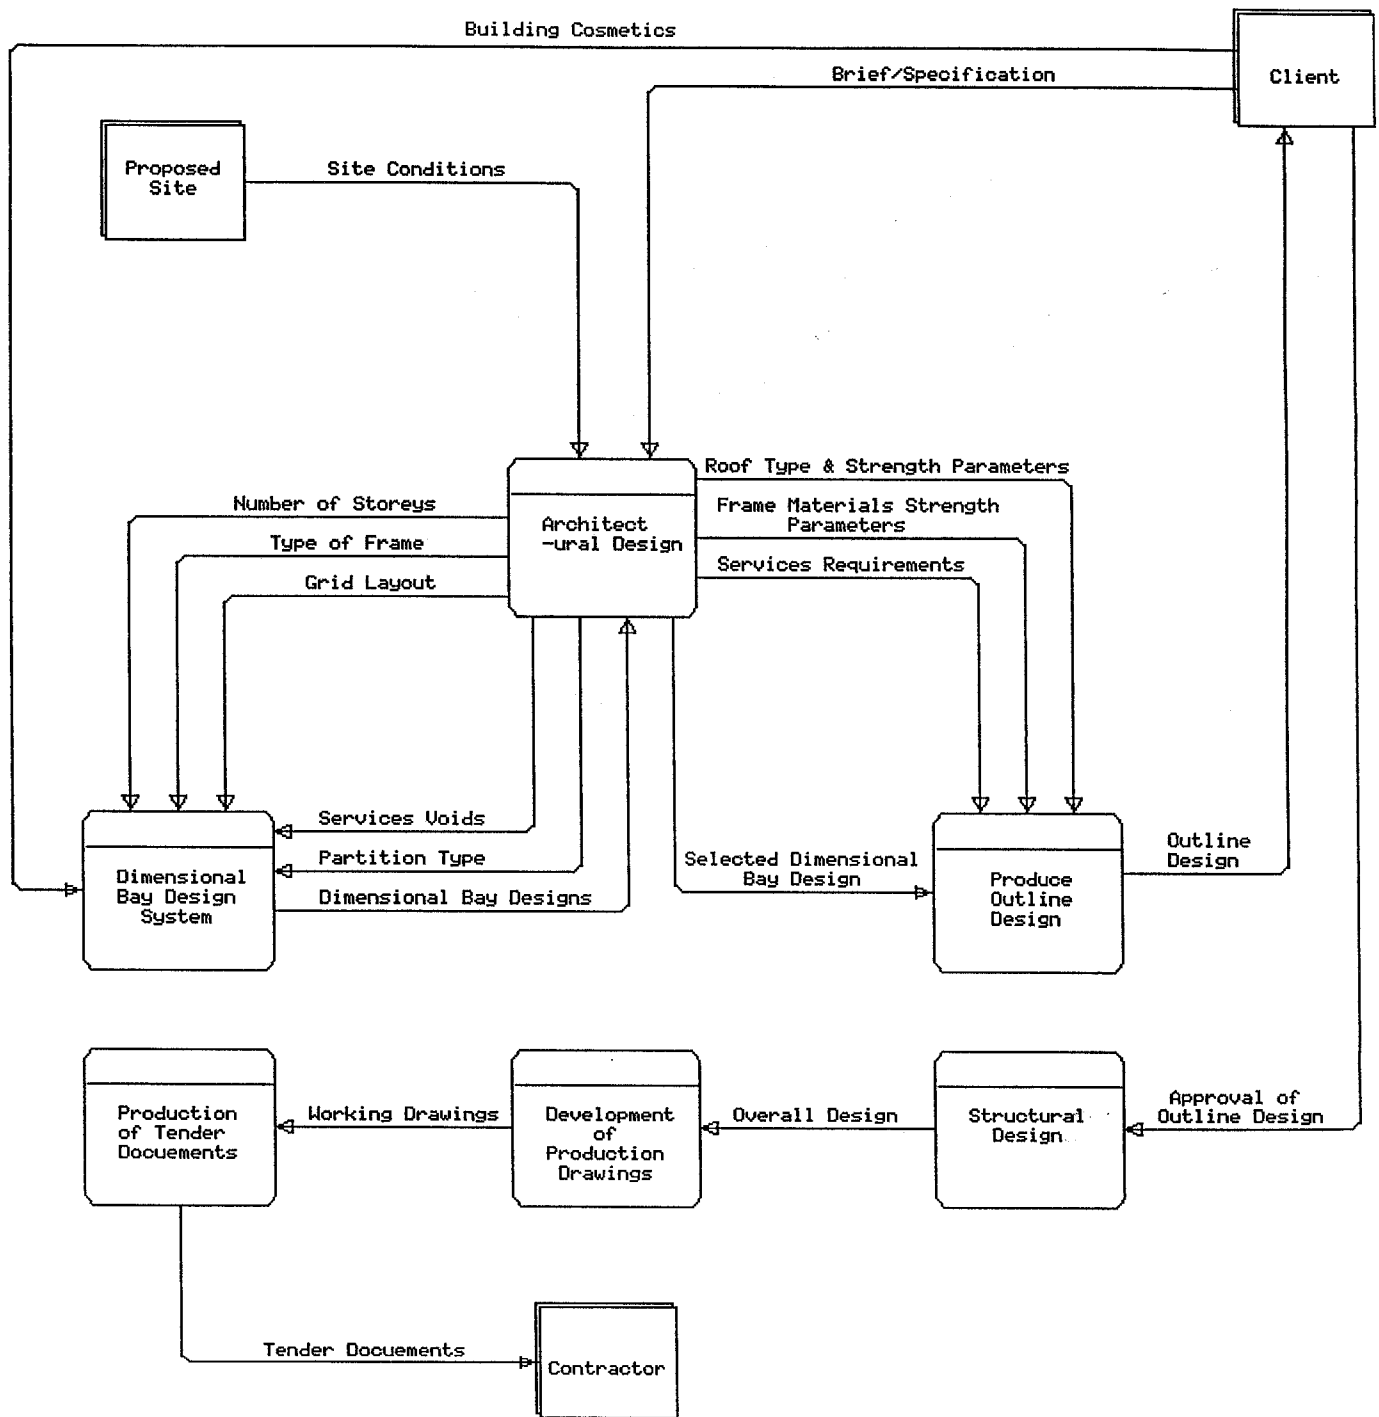 Building Cosmetics
Client
Brief/Specification
Proposed
Site
Site Conditions
Roof Type & Strength Parameters
Number of Storeys
Frame Materials Strength
Parameters
Architect
-ural Design
Type of Frame
Services Requirements
Grid Layout
Services Voids
Partition Type
Dimensional Bay Designs
Dimensional
Bay Design
System
Selected Dimensional
Bay Design
Produce
Outline
Design
Outline
Design
Production
of Tender
Docuements
Working Drawings
Development
of
Production
Drawings
Overall Design
Structural
Design
Approval of
Outline Design
Tender Docuements
Contractor